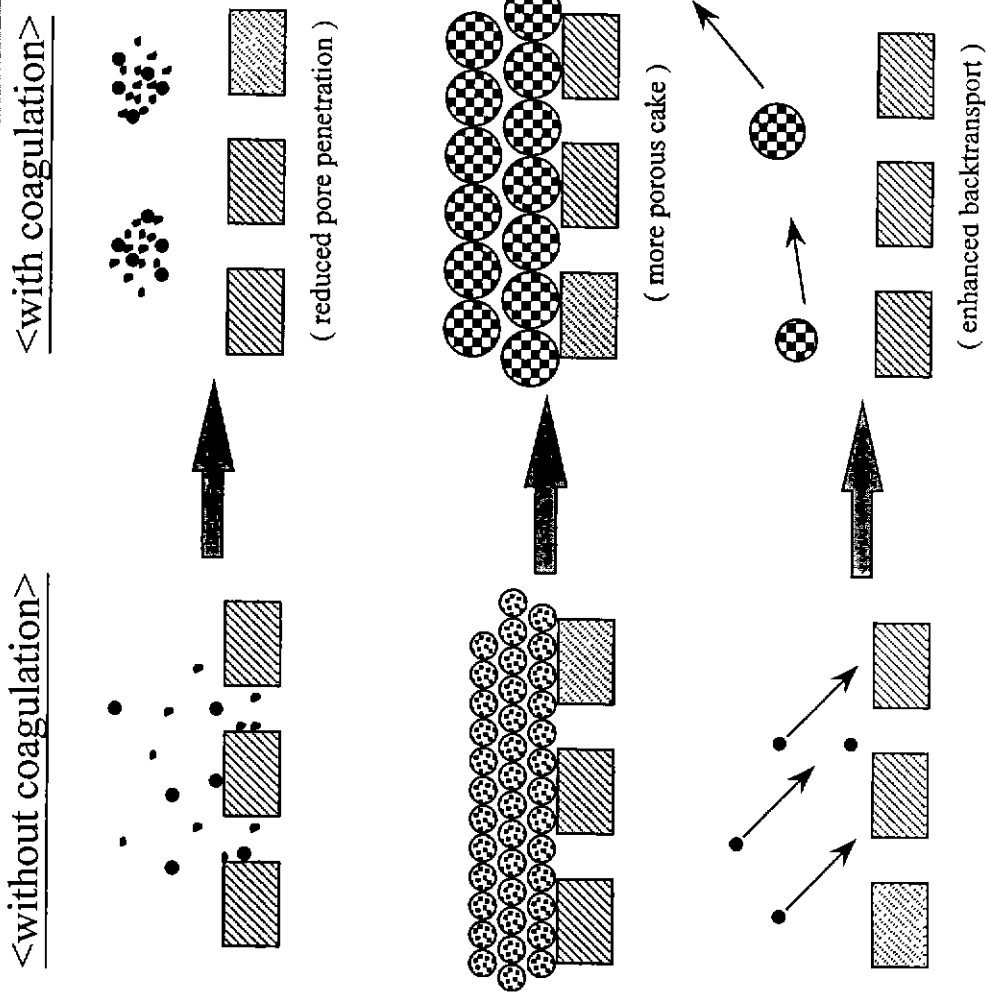 <without coagulation>
<with coagulation>
( reduced pore penetration )
( more porous cake )
( enhanced backtransport )